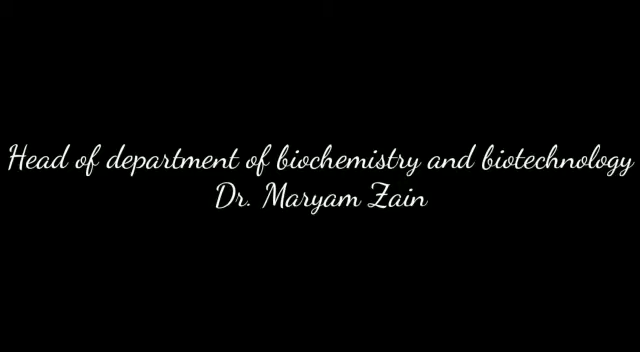 Head of department of biochemistry and biotechnology
Dr. Maryam Zain